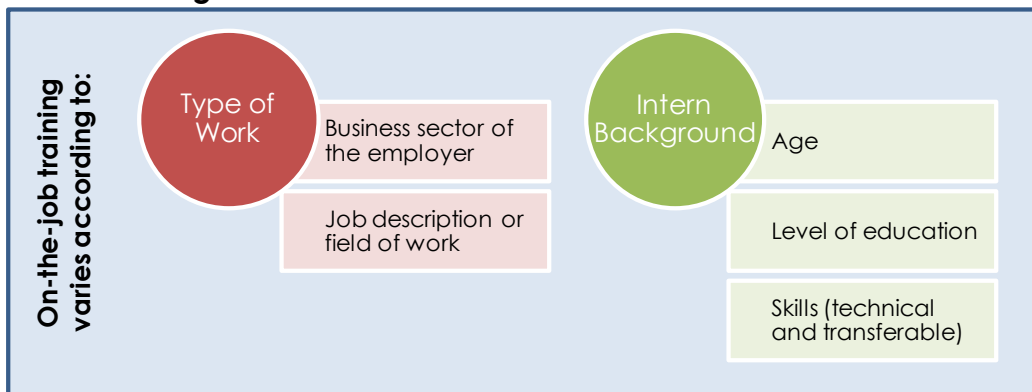 On-the-job training
varies according to:
Type of
Work
Business sector of
the employer
Job description or
field of work
Intern
Background
Age
Level of education
Skills (technical
and transferable)